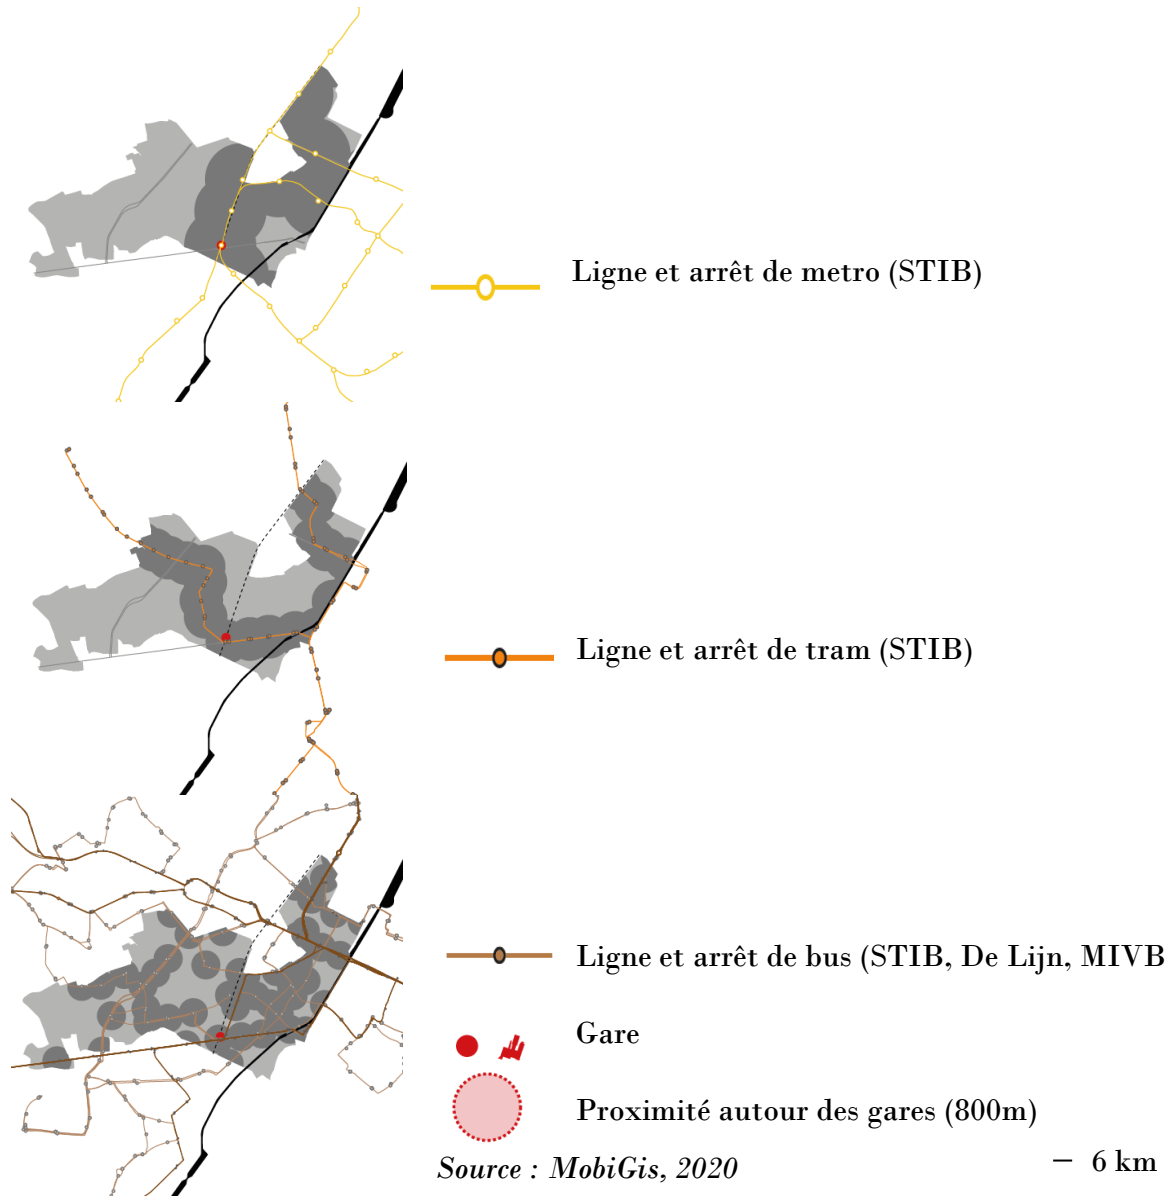 Ligne et arrêt de metro (STIB)
Ligne et arrêt de tram (STIB)
Ligne et arrêt de bus (STIB, De Lijn, MIVB
Gare
Proximité autour des gares (800m)
Source : MobiGis, 2020
6 km